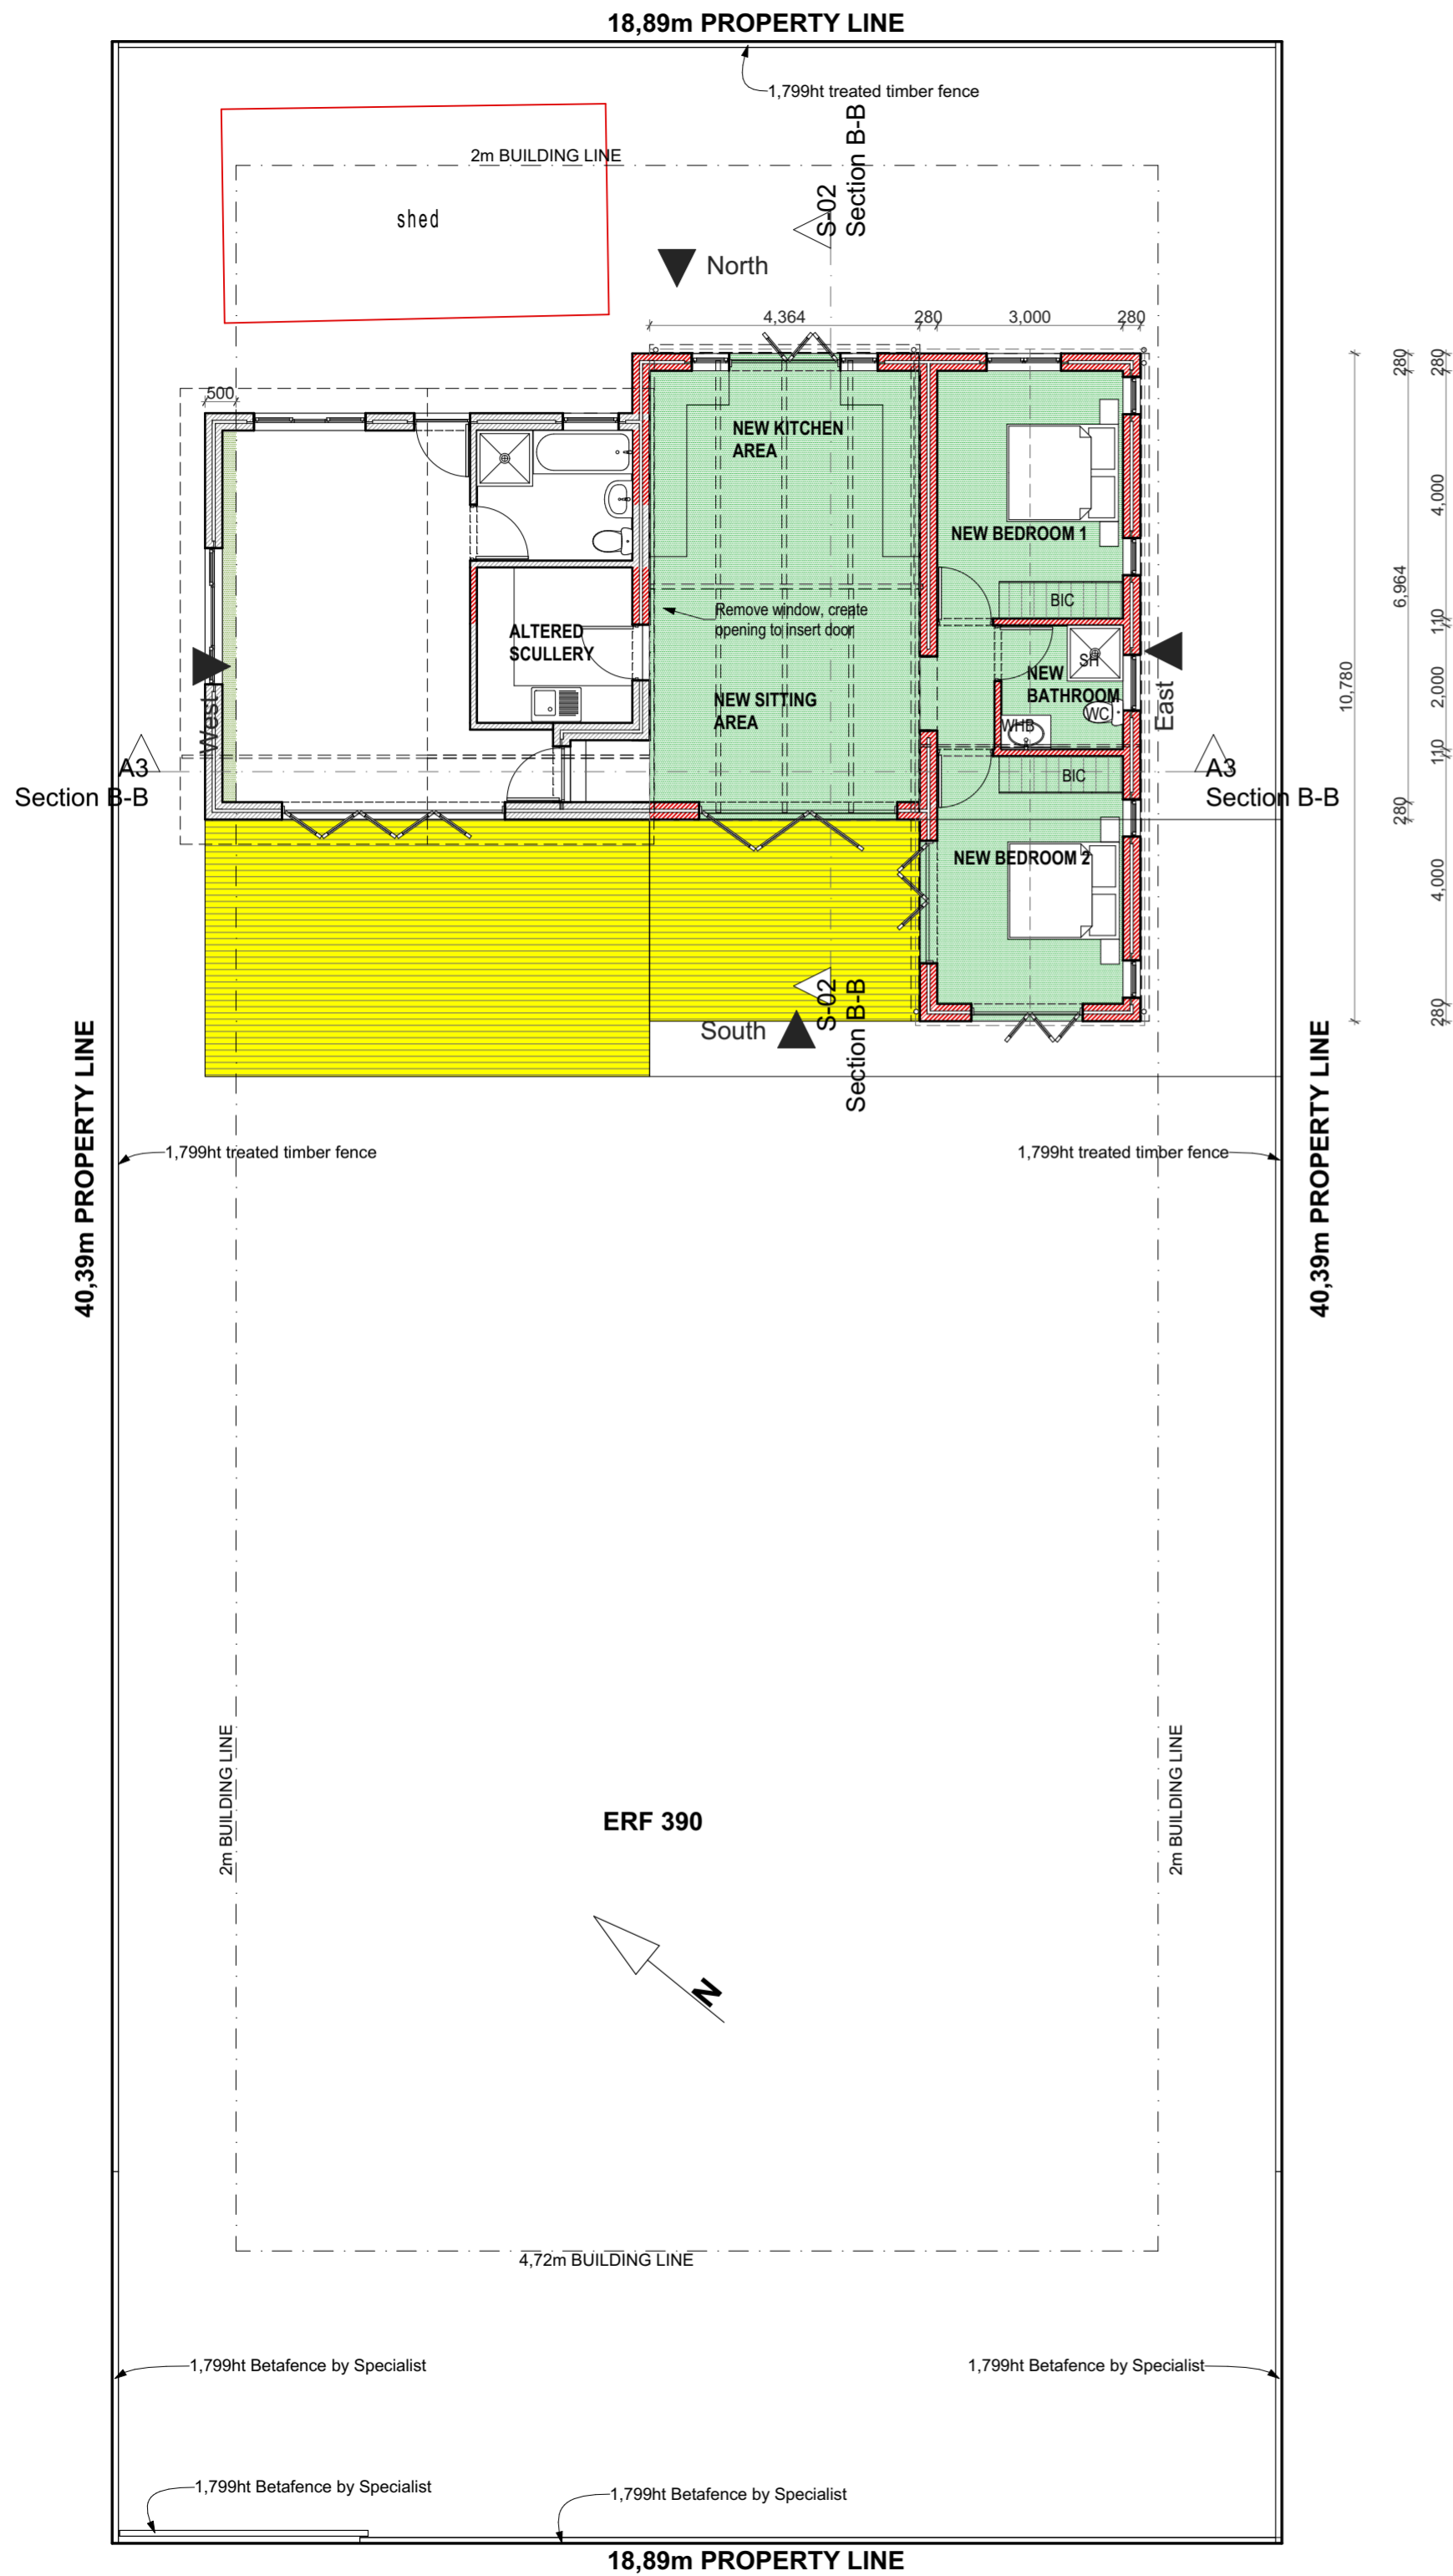 18,89m PROPERTY LINE
1,799ht treated timber fence
2m BUILDING LINE
S-02
Section B-B
shed
North
4,364
280
3,000
280
500
280
280
NEW KITCHEN
AREA
4,000
NEW BEDROOM 1
6,964
BIC
Remove window, create
opening to insert door
110
ALTERED
SCULLERY
SH
NEW
BATHROOM
10,780
2,000
NEW SITTING
AREA
WC
WHB
West
East
110
A3
Section B-B
BIC
A3
Section B-B
280
NEW BEDROOM 2
4,000
S-02
Section B-B
South
280
40,39m PROPERTY LINE
40,39m PROPERTY LINE
1,799ht treated timber fence
1,799ht treated timber fence
2m BUILDING LINE
2m BUILDING LINE
ERF 390
N
4,72m BUILDING LINE
1,799ht Betafence by Specialist
1,799ht Betafence by Specialist
1,799ht Betafence by Specialist
1,799ht Betafence by Specialist
18,89m PROPERTY LINE